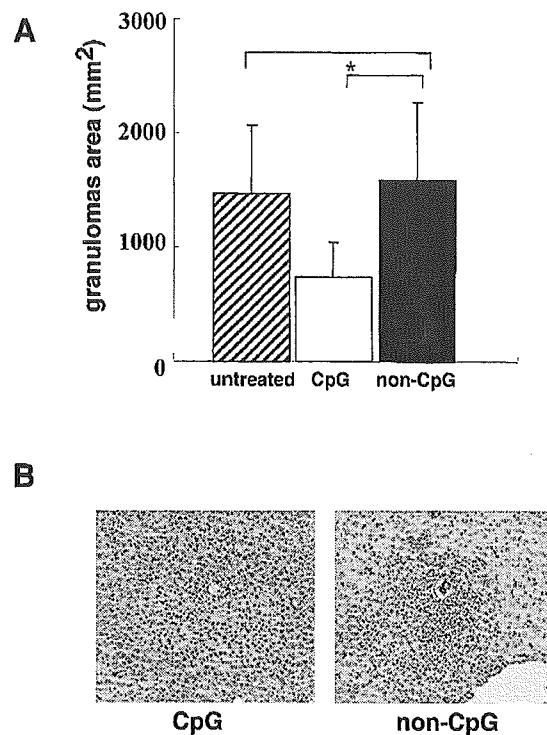 A
granulomas area (mm²)
3000
2000
1000
0
*
untreated CpG non-CpG
B
CpG non-CpG